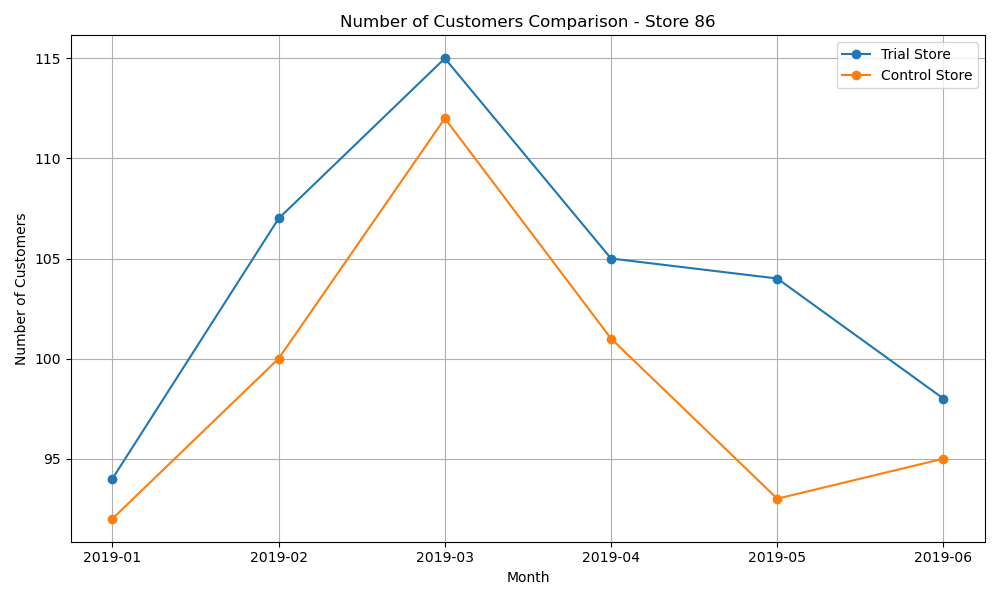 Number of Customers Comparison - Store 86
Trial Store
Control Store
Number of Customers
115
110
105
100
95
2019-01
2019-02
2019-03
2019-04
2019-05
2019-06
Month